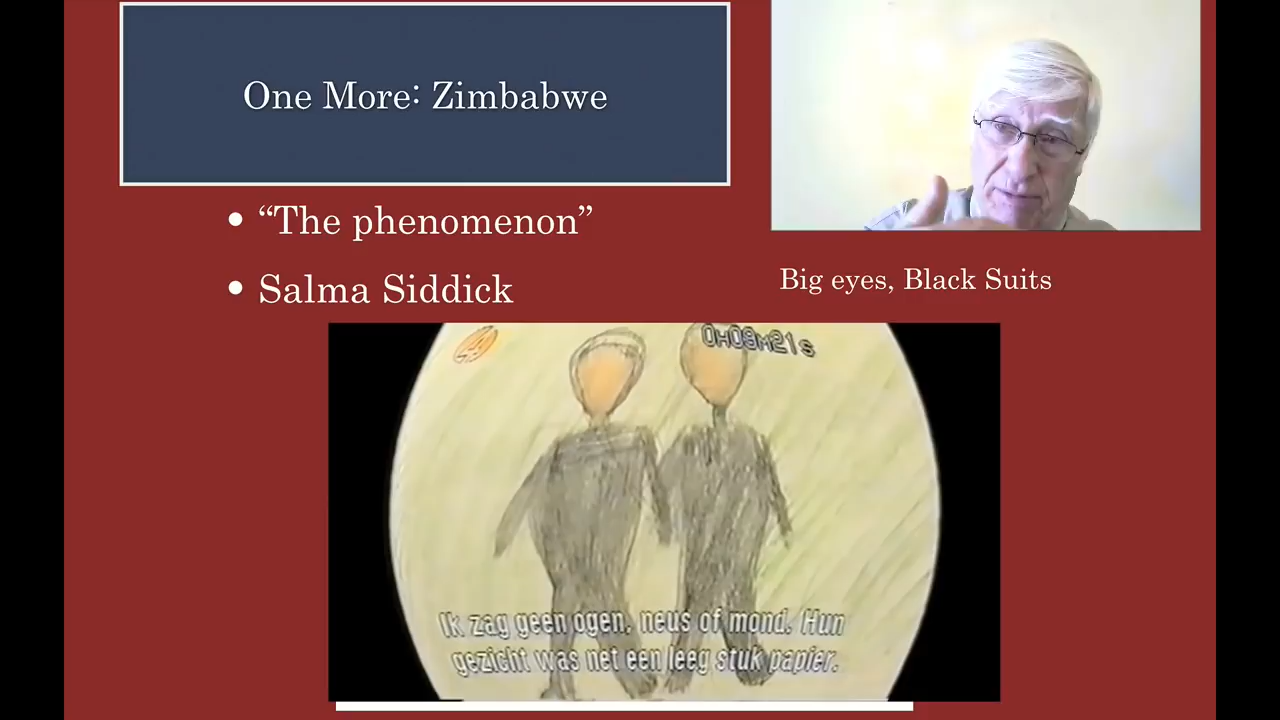 One More: Zimbabwe
• “The phenomenon”
• Salma Siddick
Big eyes, Black Suits
0H09M21s
Ik zag geen ogen, neus of mond. Hun
gezicht was net een leeg stuk papier.